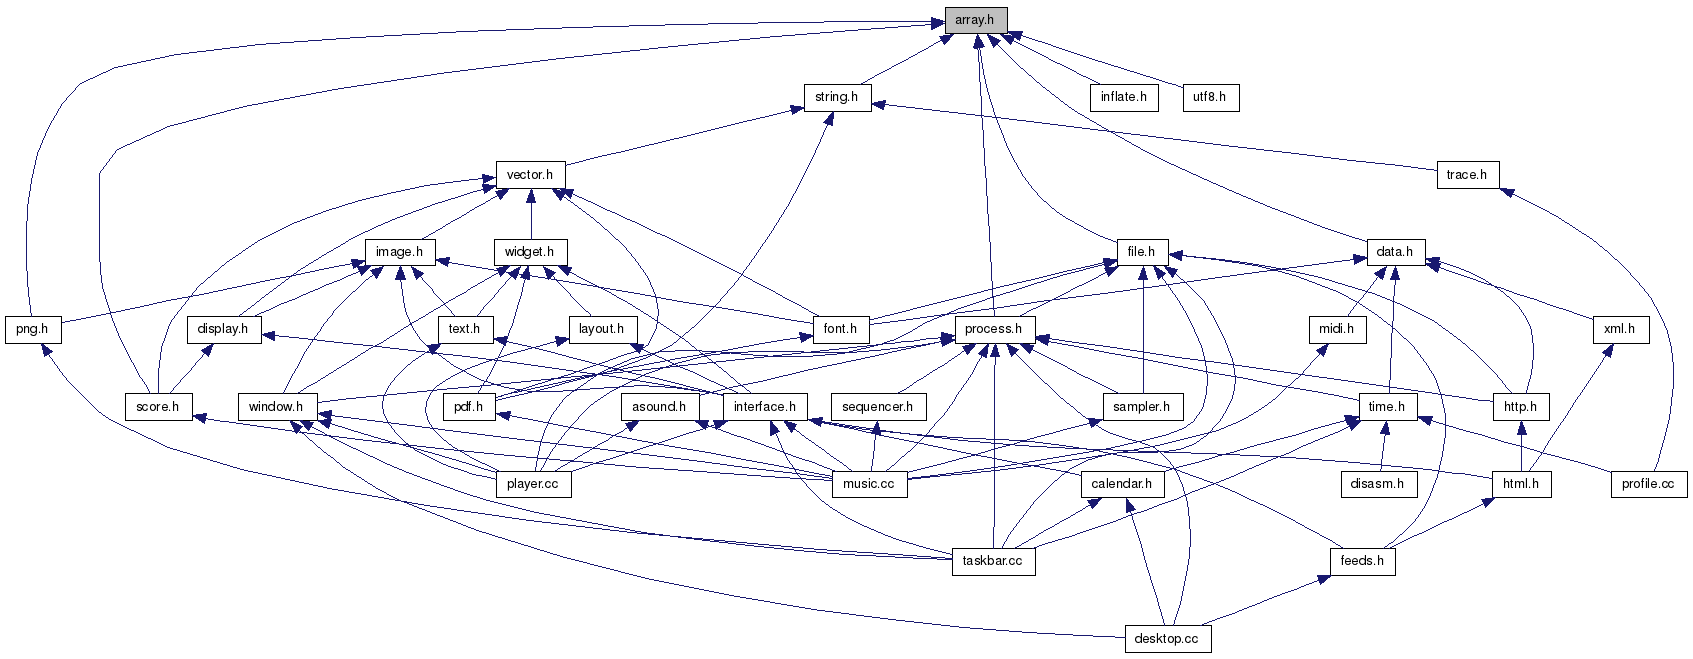 array.h
string.h
inflate.h
utf8.h
vector.h
trace.h
image.h
widget.h
file.h
data.h
png.h
display.h
text.h
layout.h
font.h
process.h
midi.h
xml.h
score.h
window.h
pdf.h
asound.h
interface.h
sequencer.h
sampler.h
time.h
http.h
player.cc
music.cc
calendar.h
disasm.h
html.h
profile.cc
taskbar.cc
feeds.h
desktop.cc